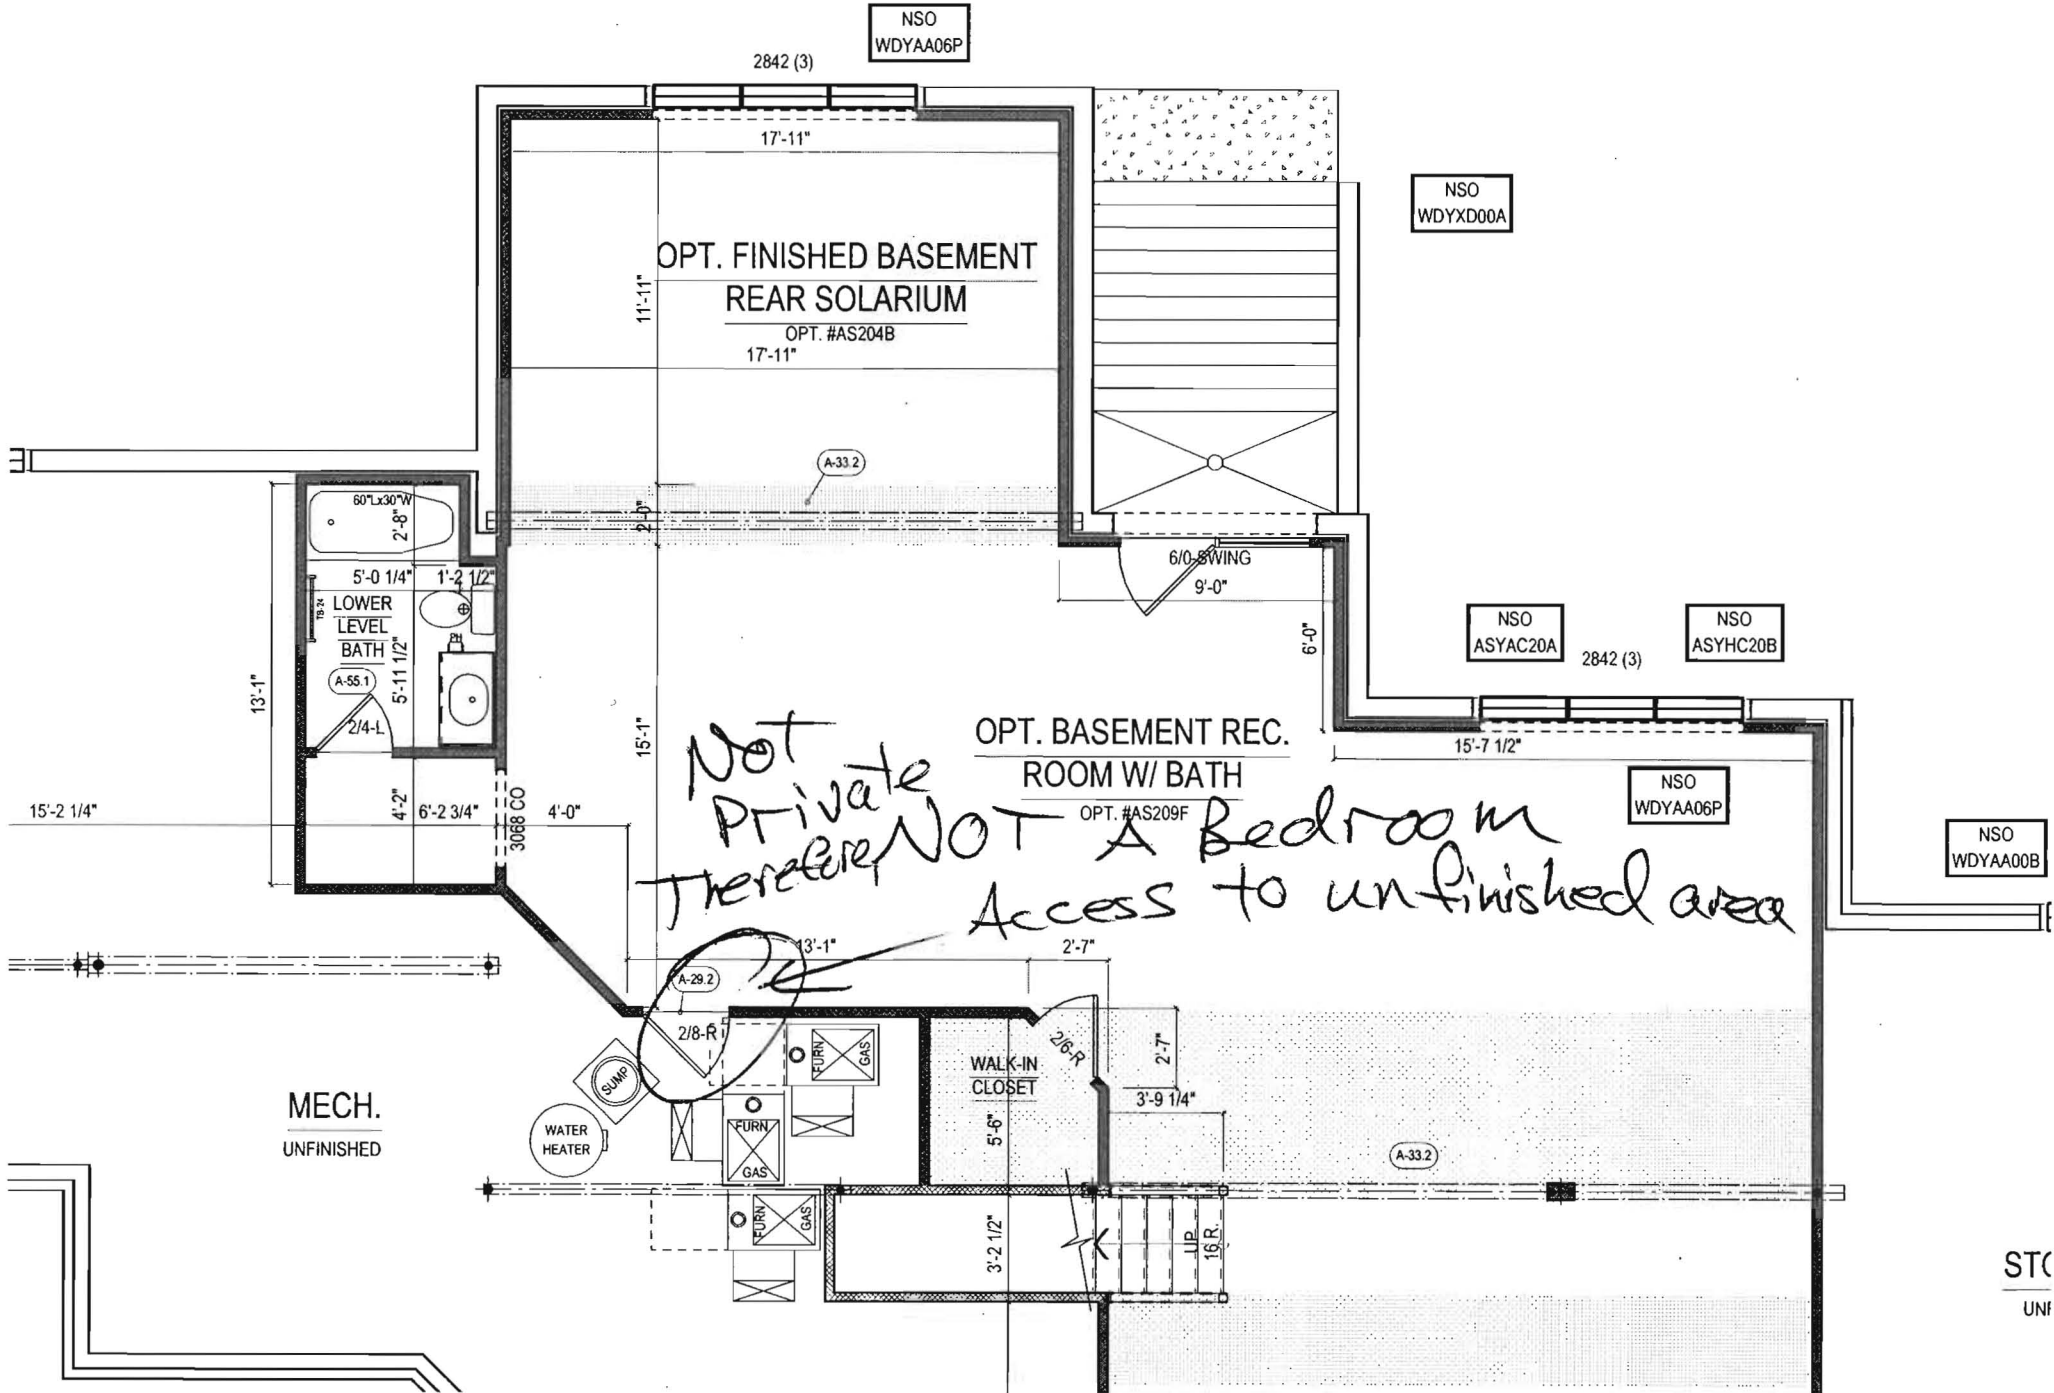 NSO
WDYAA06P
2842 (3)
17'-11"
NSO
WDYXD00A
OPT. FINISHED BASEMENT
REAR SOLARIUM
OPT. #AS204B
11'-11"
17'-11"
A-33.2
2'-0"
60"Lx30"W
2'-8"
5'-0 1/4"
1'-2 1/2"
TB-24
LOWER
LEVEL
BATH
PH
5'-11 1/2"
A-55.1
2/4-L
13'-1"
6/0 SWING
9'-0"
6'-0"
NSO
ASYAC20A
2842 (3)
NSO
ASYHC20B
15'-1"
OPT. BASEMENT REC.
ROOM W/ BATH
OPT. #AS209F
15'-7 1/2"
NSO
WDYAA06P
NSO
WDYAA00B
15'-2 1/4"
4'-2"
6'-2 3/4"
3068 CO
4'-0"
Not
Private
Therefore, NOT A Bedroom
Access to unfinished area
13'-1"
2'-7"
A-29.2
2/8-R
2/6-R
2'-7"
WALK-IN
CLOSET
5'-6"
3'-9 1/4"
SUMP
FURN
GAS
MECH.
UNFINISHED
WATER
HEATER
FURN
GAS
A-33.2
FURN
GAS
3'-2 1/2"
UP
16 R.